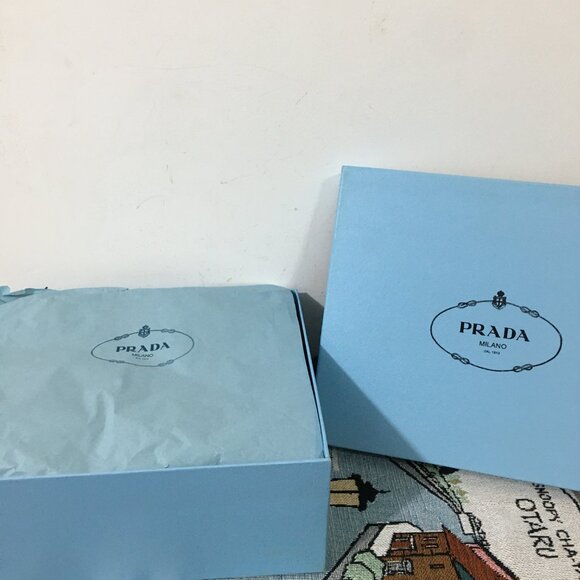 PRADA
MILANO
PRADA
MILANO
DAL 1913
SNOOPY CHA
OTARU